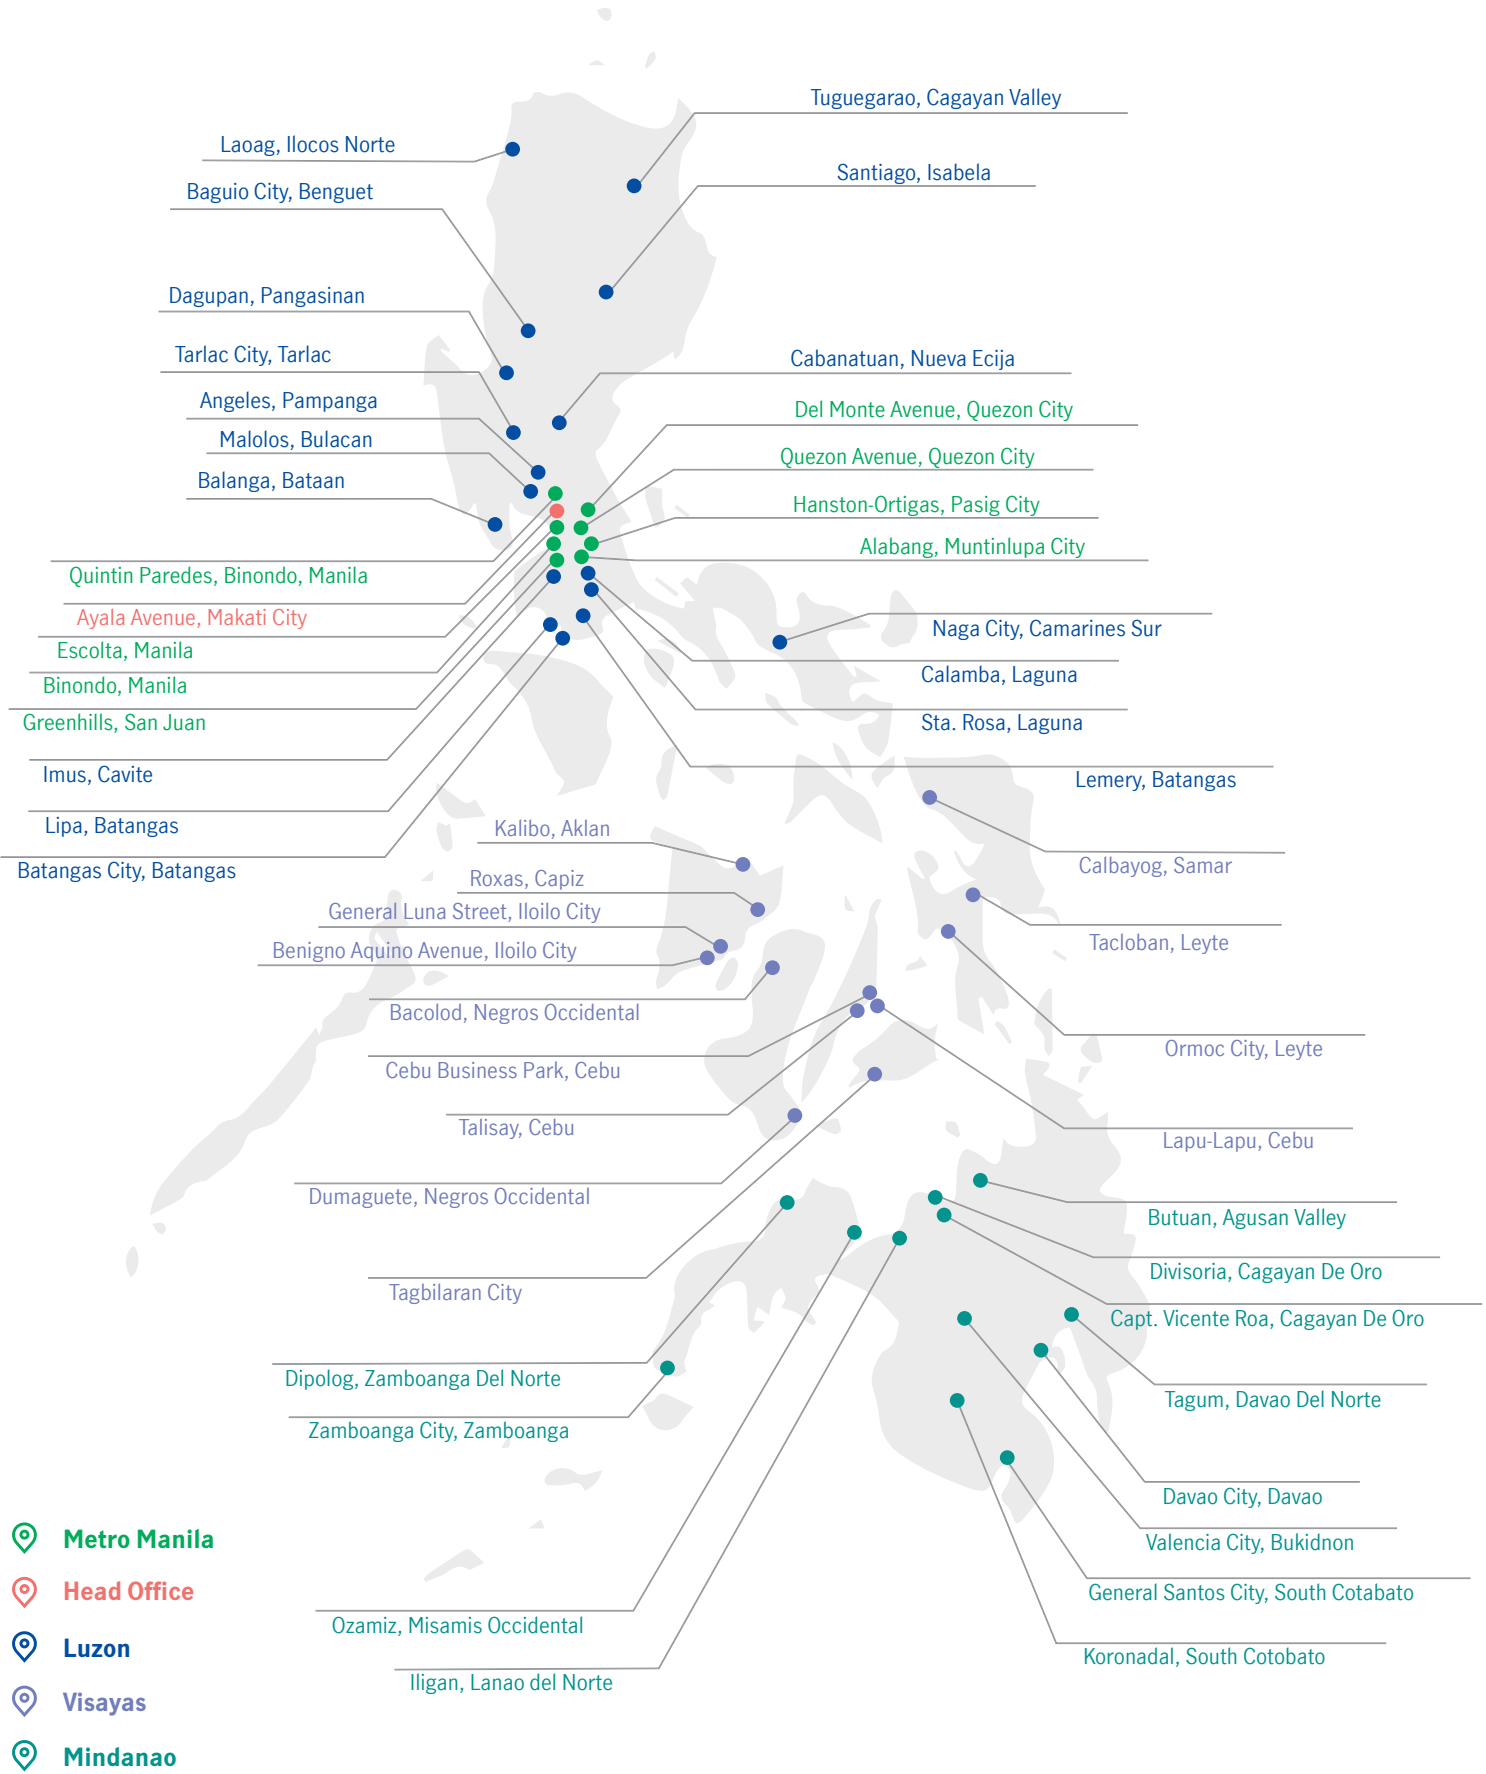 Tuguegarao, Cagayan Valley
Laoag, Ilocos Norte
Santiago, Isabela
Baguio City, Benguet
Dagupan, Pangasinan
Tarlac City, Tarlac
Cabanatuan, Nueva Ecija
Angeles, Pampanga
Del Monte Avenue, Quezon City
Malolos, Bulacan
Quezon Avenue, Quezon City
Balanga, Bataan
Hanston-Ortigas, Pasig City
Alabang, Muntinlupa City
Quintin Paredes, Binondo, Manila
Ayala Avenue, Makati City
Naga City, Camarines Sur
Escolta, Manila
Calamba, Laguna
Binondo, Manila
Greenhills, San Juan
Sta. Rosa, Laguna
Imus, Cavite
Lemery, Batangas
Lipa, Batangas
Kalibo, Aklan
Batangas City, Batangas
Calbayog, Samar
Roxas, Capiz
General Luna Street, Iloilo City
Tacloban, Leyte
Benigno Aquino Avenue, Iloilo City
Bacolod, Negros Occidental
Ormoc City, Leyte
Cebu Business Park, Cebu
Talisay, Cebu
Lapu-Lapu, Cebu
Dumaguete, Negros Occidental
Butuan, Agusan Valley
Divisoria, Cagayan De Oro
Tagbilaran City
Capt. Vicente Roa, Cagayan De Oro
Dipolog, Zamboanga Del Norte
Tagum, Davao Del Norte
Zamboanga City, Zamboanga
Davao City, Davao
Valencia City, Bukidnon
General Santos City, South Cotabato
Ozamiz, Misamis Occidental
Koronadal, South Cotobato
Iligan, Lanao del Norte
Metro Manila
Head Office
Luzon
Visayas
Mindanao